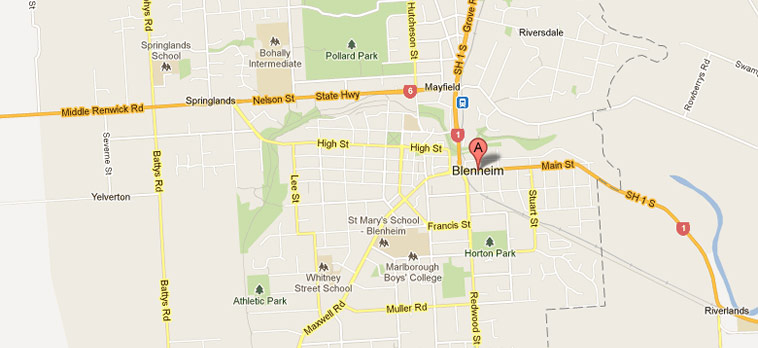 phys Rd
Hutcheson St
Grove R
Riversdale
Springlands
School
Bohally
Intermediate
Pollard Park
SH 1 S
Rowberrys Rd
Swamp
Mayfield
6
State Hwy
Nelson St
Springlands
Middle Renwick Rd
Severne St
1
High St
High St
A
Blenheim
Main St
Battys Rd
Lee St
Yelverton
Stuart St
SH 1 S
1
St Mary's School
- Blenheim
Francis St
Horton Park
Marlborough
Boys' College
Whitney
Street School
Athletic Park
Battys Rd
Maxwell Rd
Muller Rd
Redwood St
Riverlands